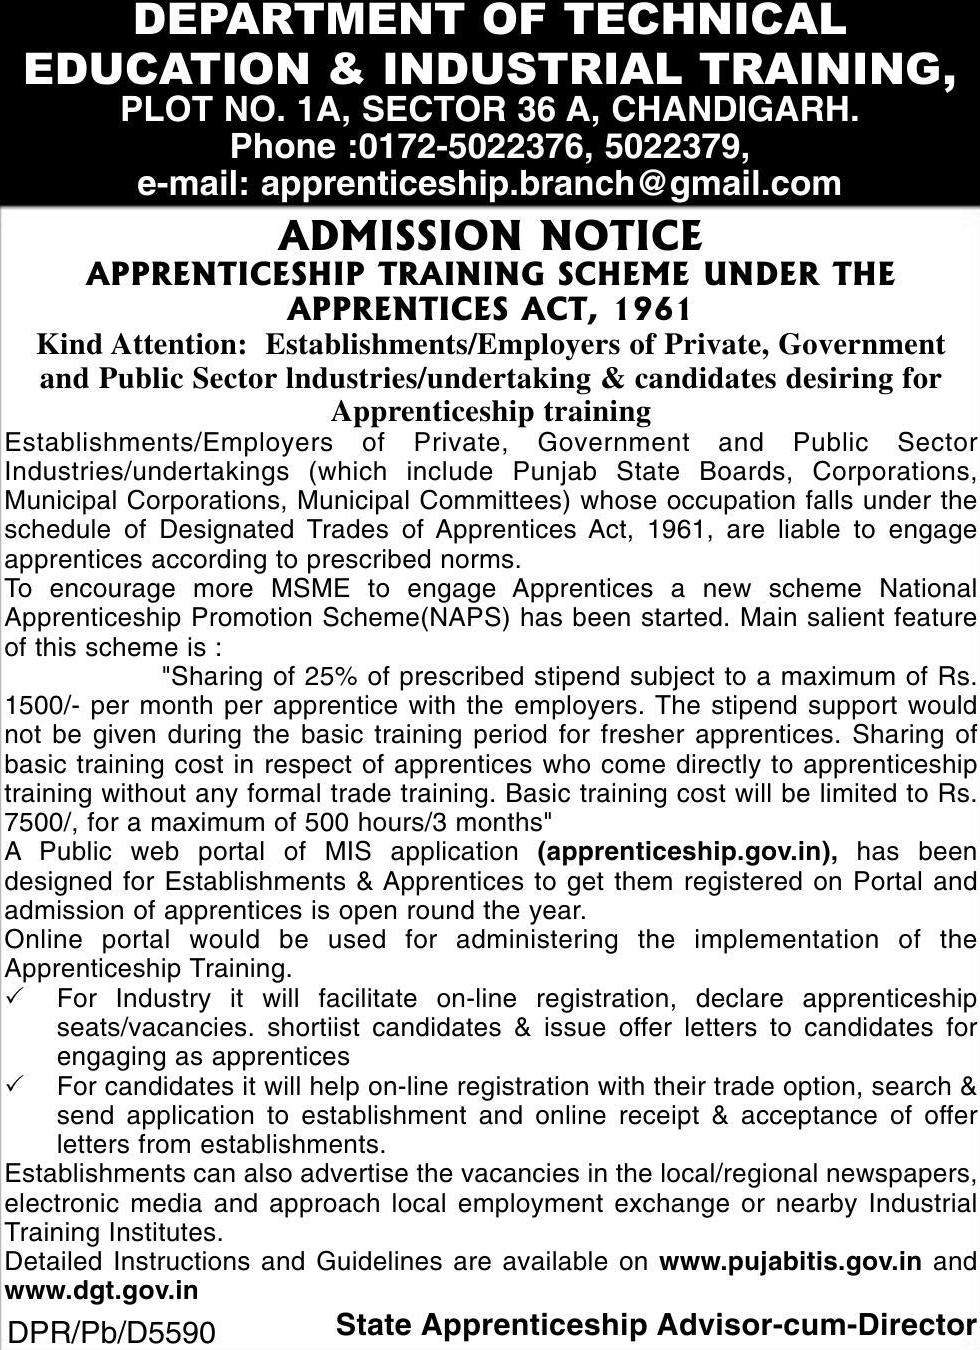 DEPARTMENT OF TECHNICAL
EDUCATION & INDUSTRIAL TRAINING,
PLOT NO. 1A, SECTOR 36 A, CHANDIGARH.
Phone :0172-5022376, 5022379,
e-mail: apprenticeship.branch@gmail.com
ADMISSION NOTICE
APPRENTICESHIP TRAINING SCHEME UNDER THE
APPRENTICES ACT, 1961
Kind Attention: Establishments/Employers of Private, Government
and Public Sector lndustries/undertaking & candidates desiring for
Apprenticeship training
Establishments/Employers of Private, Government and Public Sector
Industries/undertakings (which include Punjab State Boards, Corporations,
Municipal Corporations, Municipal Committees) whose occupation falls under the
schedule of Designated Trades of Apprentices Act, 1961, are liable to engage
apprentices according to prescribed norms.
To encourage more MSME to engage Apprentices a new scheme National
Apprenticeship Promotion Scheme(NAPS) has been started. Main salient feature
of this scheme is :
"Sharing of 25% of prescribed stipend subject to a maximum of Rs.
1500/- per month per apprentice with the employers. The stipend support would
not be given during the basic training period for fresher apprentices. Sharing of
basic training cost in respect of apprentices who come directly to apprenticeship
training without any formal trade training. Basic training cost will be limited to Rs.
7500/, for a maximum of 500 hours/3 months"
A Public web portal of MIS application (apprenticeship.gov.in), has been
designed for Establishments & Apprentices to get them registered on Portal and
admission of apprentices is open round the year.
Online portal would be used for administering the implementation of the
Apprenticeship Training.
✓ For Industry it will facilitate on-line registration, declare apprenticeship
seats/vacancies. shortiist candidates & issue offer letters to candidates for
engaging as apprentices
✓ For candidates it will help on-line registration with their trade option, search &
send application to establishment and online receipt & acceptance of offer
letters from establishments.
Establishments can also advertise the vacancies in the local/regional newspapers,
electronic media and approach local employment exchange or nearby Industrial
Training Institutes.
Detailed Instructions and Guidelines are available on www.pujabitis.gov.in and
www.dgt.gov.in
DPR/Pb/D5590 State Apprenticeship Advisor-cum-Director